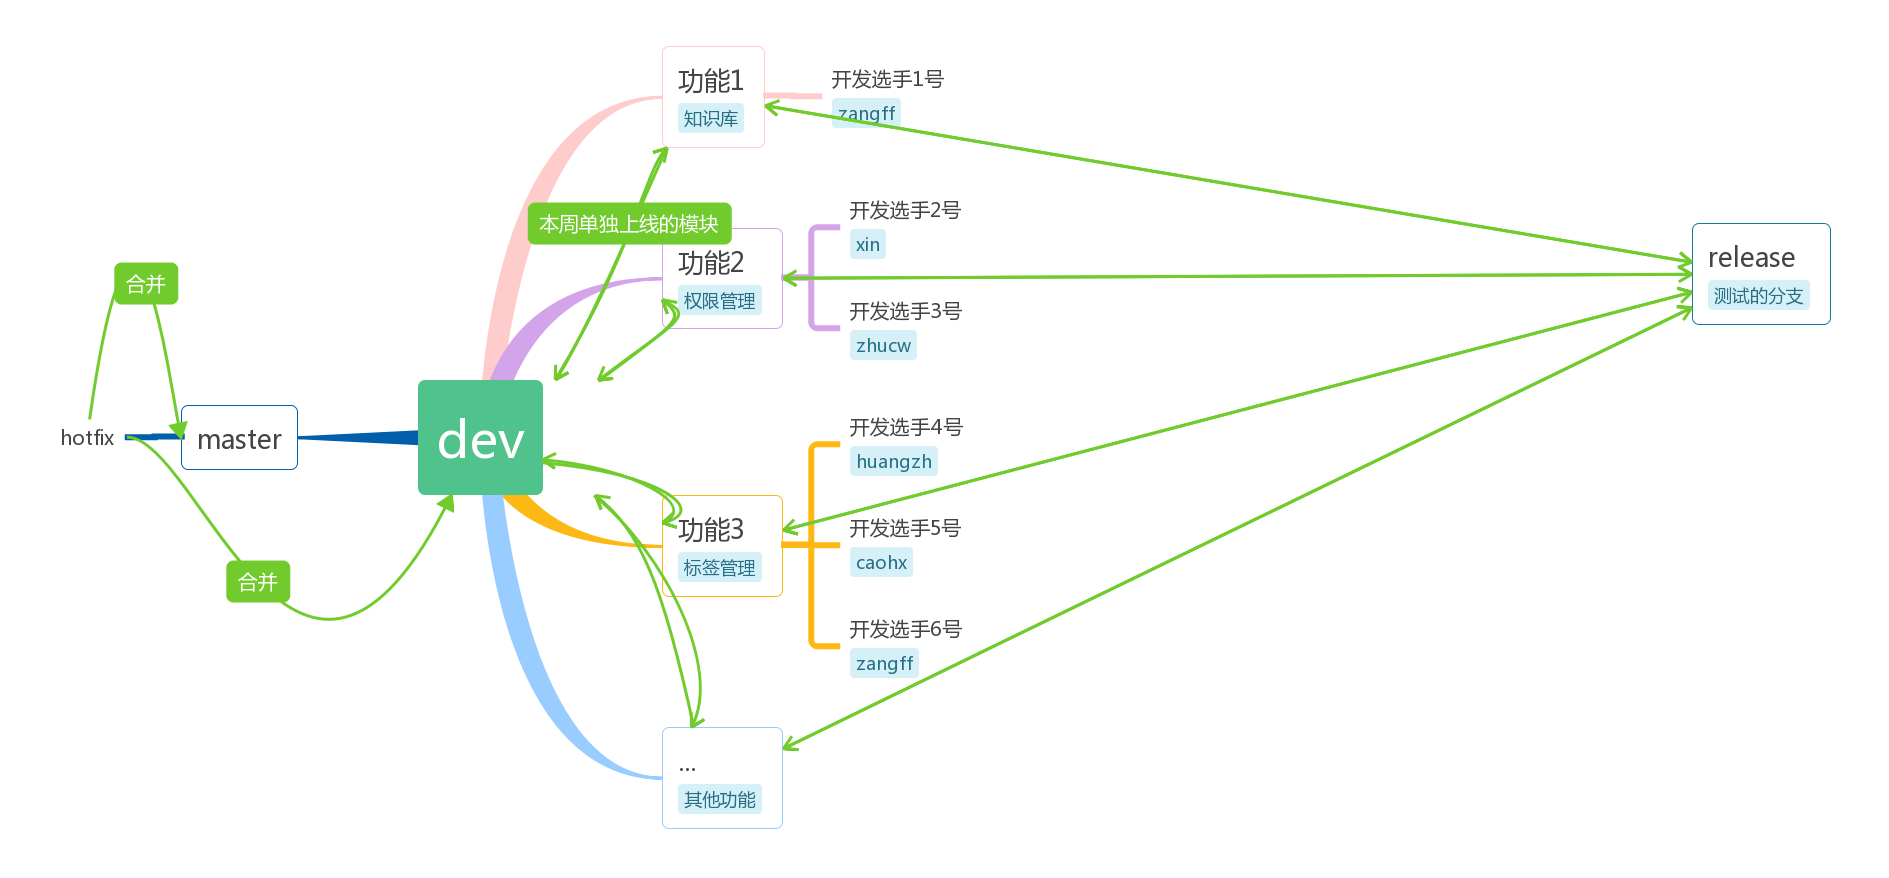 功能1
知识库
开发选手1号
zangff
本周单独上线的模块
功能2
权限管理
开发选手2号
xin
开发选手3号
zhucw
release
测试的分支
合并
hotfix
master
dev
合并
功能3
标签管理
开发选手4号
huangzh
开发选手5号
caohx
开发选手6号
zangff
...
其他功能